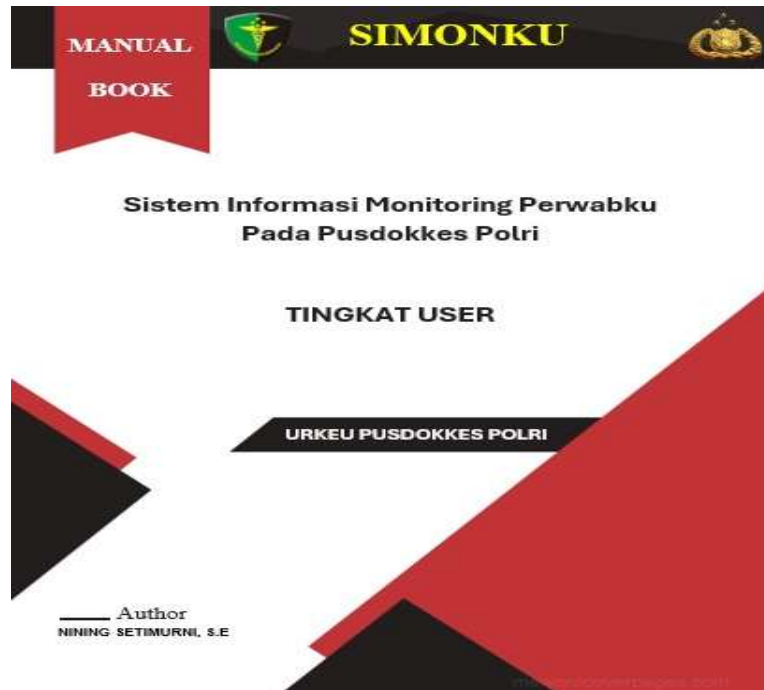 MANUAL
BOOK
SIMONKU
Sistem Informasi Monitoring Perwabku
Pada Pusdokkes Polri
TINGKAT USER
URKEU PUSDOKKES POLRI
Author
NINING SETIMURNI, S.E